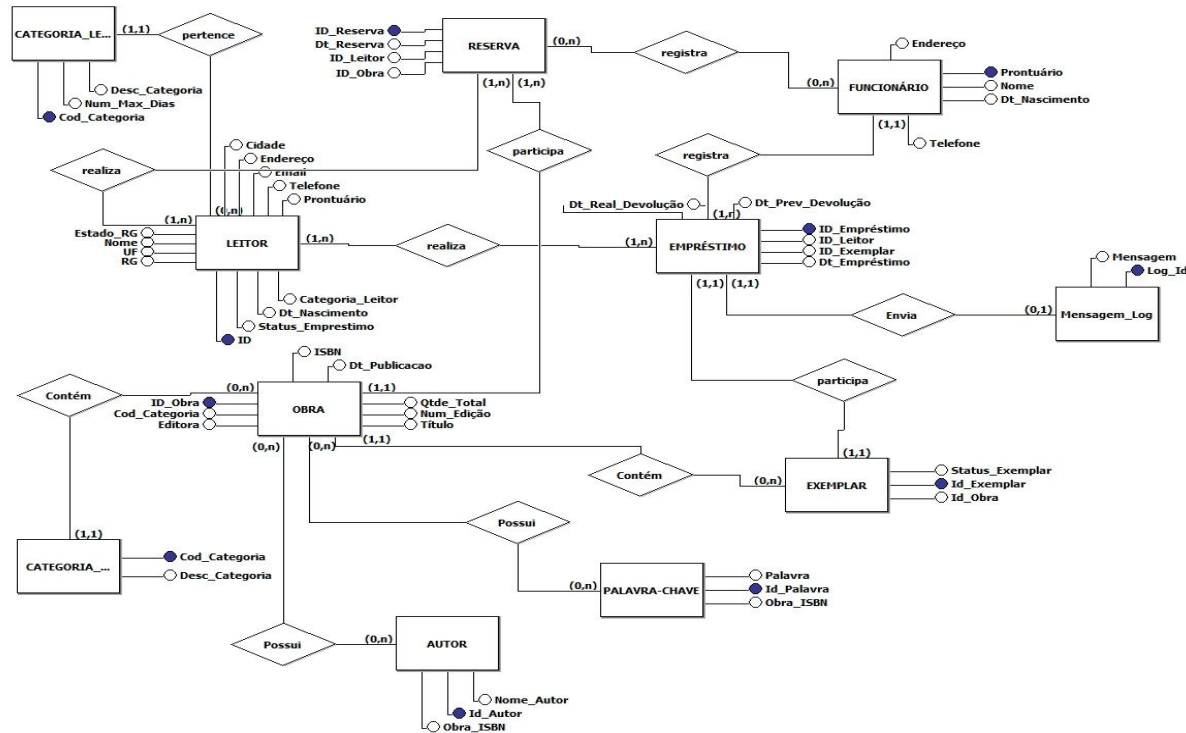 CATEGORIA_LE...
(1,1)
pertence
Desc_Categoria
Num_Max_Dias
Cod_Categoria
ID_Reserva
Dt_Reserva
ID_Leitor
ID_Obra
RESERVA
(0,n)
(1,n)
(1,n)
registra
(0,n)
Endereço
FUNCIONÁRIO
Prontuário
Nome
Dt_Nascimento
(1,1)
Telefone
participa
registra
realiza
Cidade
Endereço
Email
Telefone
Prontuário
(1,n)
(0,n)
Estado_RG
Nome
UF
RG
LEITOR
(1,n)
realiza
(1,n)
Dt_Real_Devolução
Dt_Prev_Devolução
(1,n)
EMPRÉSTIMO
ID_Empréstimo
ID_Leitor
ID_Exemplar
Dt_Empréstimo
(1,1)
(1,1)
Mensagem
Log_Id
Envia
(0,1)
Mensagem_Log
Categoria_Leitor
Dt_Nascimento
Status_Emprestimo
ID
ISBN
Dt_Publicacao
Contém
(0,n)
(1,1)
participa
ID_Obra
Cod_Categoria
Editora
OBRA
Qtde_Total
Num_Edição
Título
(0,n)
(0,n)
(1,1)
Contém
(0,n)
(1,1)
EXEMPLAR
Status_Exemplar
Id_Exemplar
Id_Obra
Possui
(1,1)
CATEGORIA_...
Cod_Categoria
Desc_Categoria
(0,n)
PALAVRA-CHAVE
Palavra
Id_Palavra
Obra_ISBN
Possui
(0,n)
AUTOR
Nome_Autor
Id_Autor
Obra_ISBN